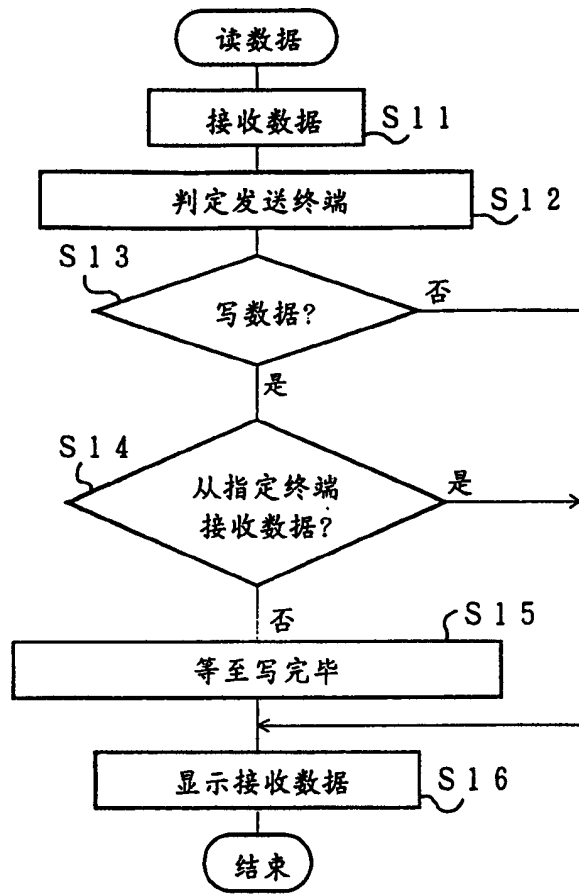 读数据
接收数据
S11
判定发送终端
S12
S13
写数据?
否
是
S14
从指定终端
接收数据?
是
否
S15
等至写完毕
显示接收数据
S16
结束